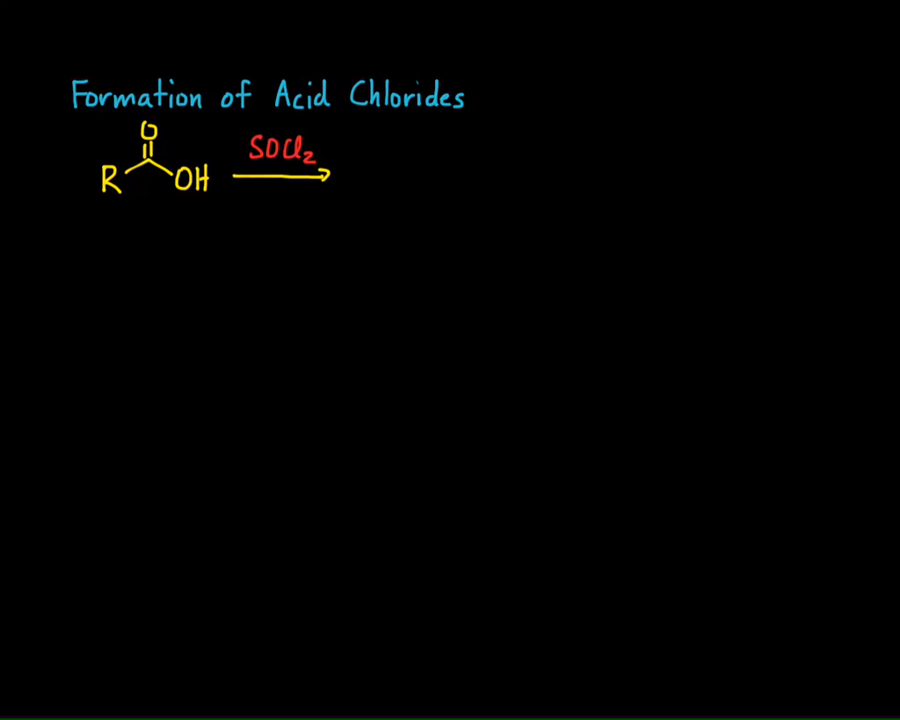 Formation of Acid Chlorides
O
SOCl₂
R OH